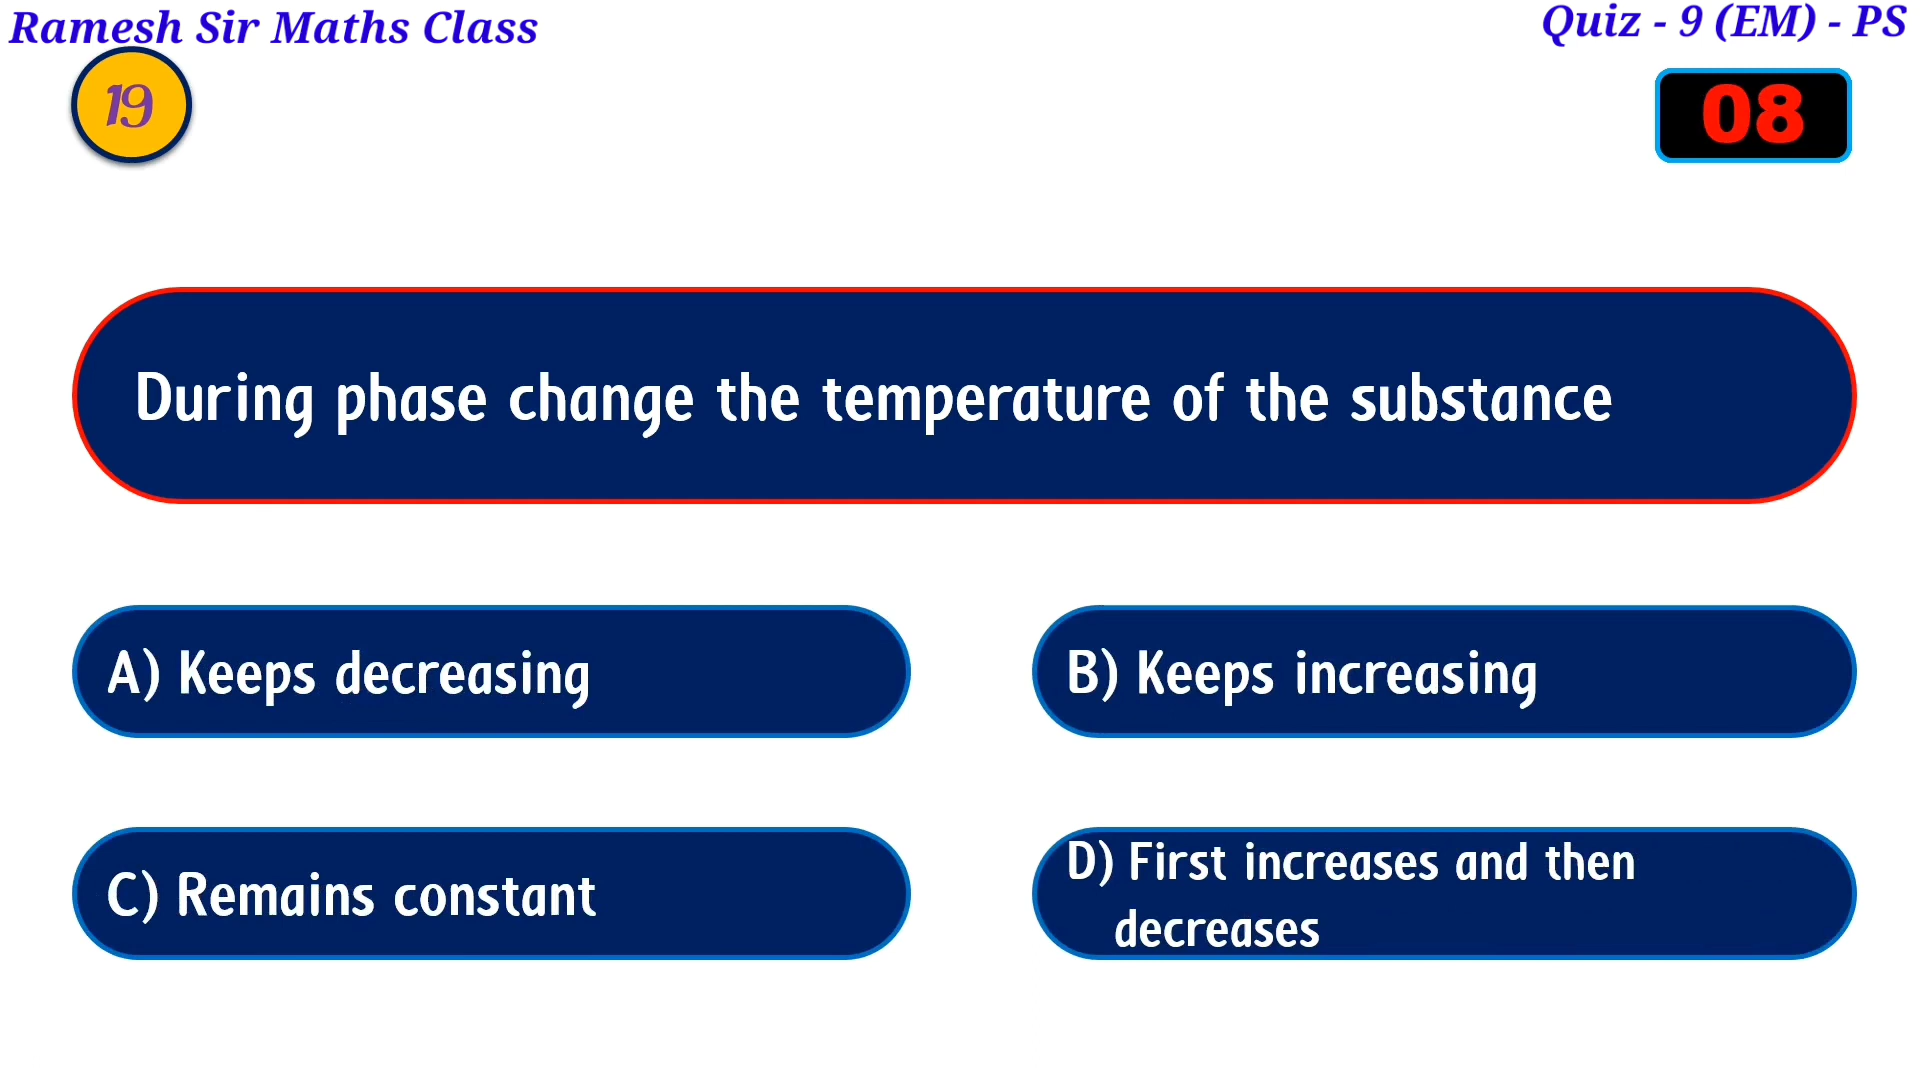 Ramesh Sir Maths Class
Quiz - 9 (EM) - PS
19
08
During phase change the temperature of the substance
A) Keeps decreasing
B) Keeps increasing
C) Remains constant
D) First increases and then
decreases